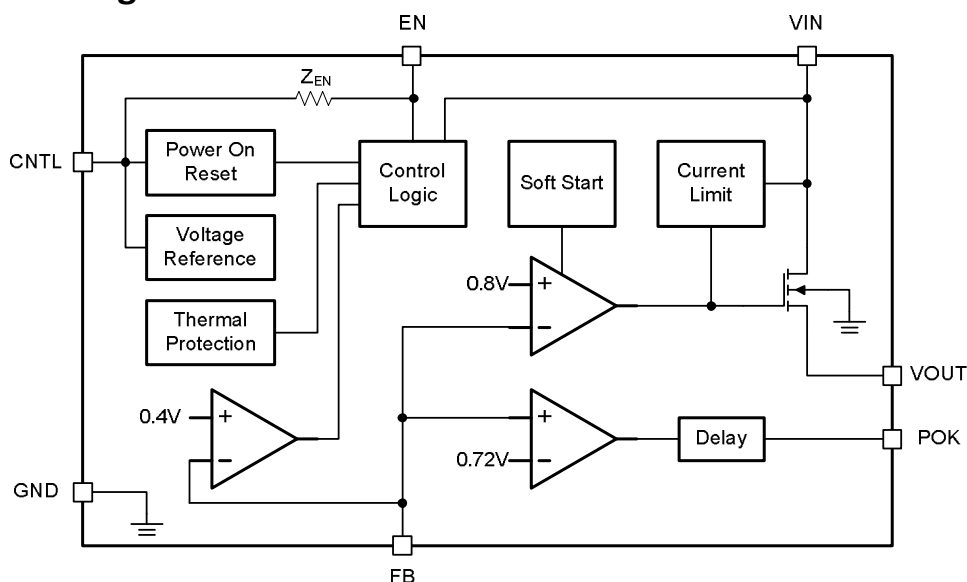 EN
VIN
Z_EN
CNTL
Power On
Reset
Control
Logic
Soft Start
Current
Limit
Voltage
Reference
0.8V
+
−
Thermal
Protection
VOUT
0.4V
+
−
+
0.72V
−
Delay
POK
GND
FB